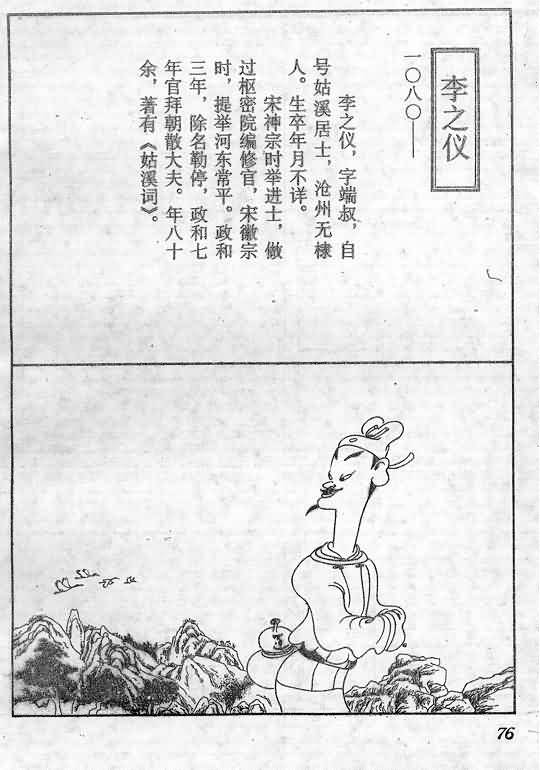 李之仪
一〇八〇——
李之仪，字端叔，自
号姑溪居士，沧州无棣
人。生卒年月不详。
宋神宗时举进士，做
过枢密院编修官，宋徽宗
时，提举河东常平。政和
三年，除名勒停，政和七
年官拜朝散大夫。年八十
余，著有《姑溪词》。
76